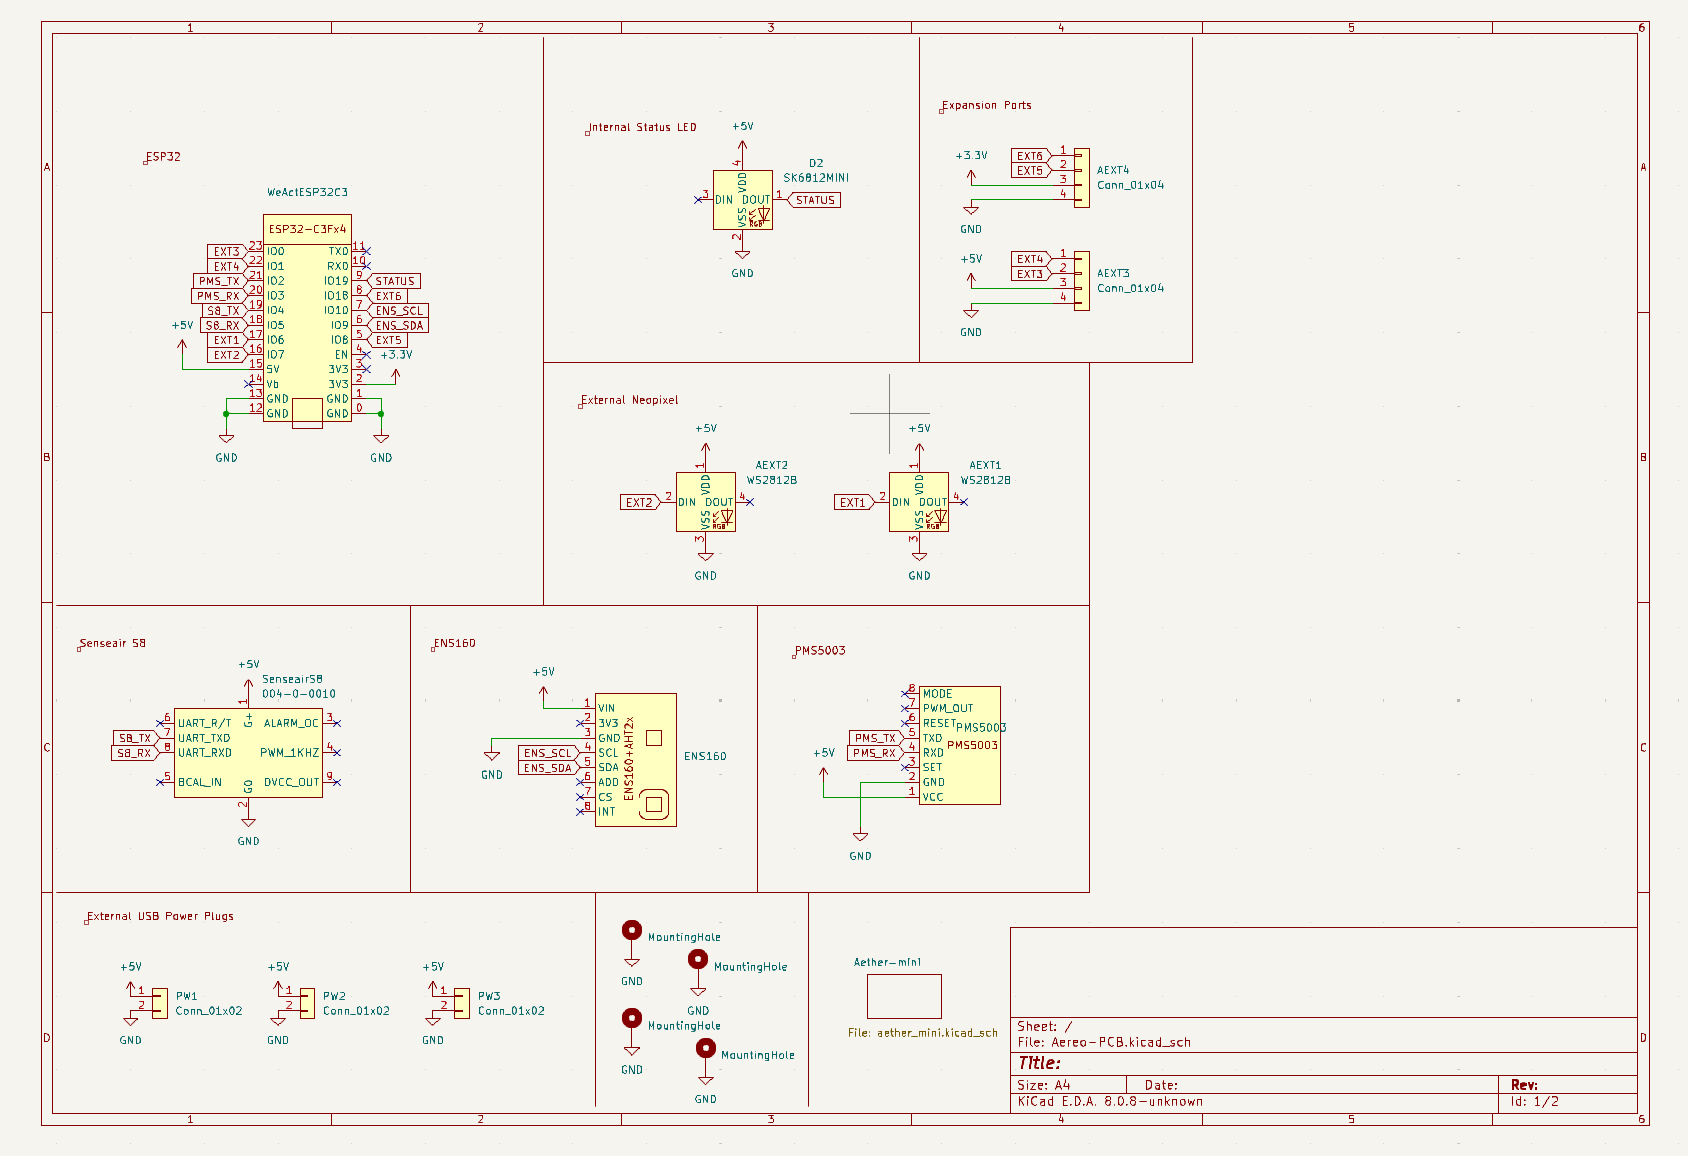 1 2 3 4 5 6
A
B
C
D
ESP32
WeActESP32C3
ESP32-C3Fx4
EXT3 23 IO0 TX0 11
EXT4 22 IO1 RX0 10
PMS_TX 21 IO2 IO19 9 STATUS
PMS_RX 20 IO3 IO18 8 EXT6
S8_TX 19 IO4 IO10 7 ENS_SCL
S8_RX 18 IO5 IO9 6 ENS_SDA
+5V
EXT1 17 IO6 IO8 5 EXT5
EXT2 16 IO7 EN 4
+3.3V
15 5V 3V3 3
14 Vb 3V3 2
13 GND GND 1
12 GND GND 0
GND GND
Internal Status LED
+5V
D2
SK6812MINI
4 VDD
3 DIN DOUT 1 STATUS
VSS RGB
2
GND
Expansion Ports
+3.3V
EXT6 1
EXT5 2
3
4
AEXT4
Conn_01x04
GND
+5V
EXT4 1
EXT3 2
3
4
AEXT3
Conn_01x04
GND
External Neopixel
+5V
AEXT2
WS2812B
1 VDD
EXT2 2 DIN DOUT 4
VSS RGB
3
GND
+5V
AEXT1
WS2812B
1 VDD
EXT1 2 DIN DOUT 4
VSS RGB
3
GND
Senseair S8
+5V
SenseairS8
004-0-0010
1 G+
6 UART_R/T ALARM_OC 3
S8_TX 7 UART_TXD
S8_RX 8 UART_RXD PWM_1KHZ 4
5 BCAL_IN DVCC_OUT 9
G0
2
GND
ENS160
+5V
1 VIN
2 3V3
3 GND
ENS_SCL 4 SCL
ENS_SDA 5 SDA
6 ADD
7 CS
8 INT
ENS160+AHT2x
ENS160
GND
PMS5003
8 MODE
7 PWM_OUT
6 RESET PMS5003
PMS_TX 5 TXD PMS5003
PMS_RX 4 RXD
3 SET
2 GND
1 VCC
+5V
GND
External USB Power Plugs
+5V
1
2
PW1
Conn_01x02
GND
+5V
1
2
PW2
Conn_01x02
GND
+5V
1
2
PW3
Conn_01x02
GND
MountingHole
GND
MountingHole
GND
MountingHole
GND
MountingHole
GND
Aether-mini
File: aether_mini.kicad_sch
Sheet: /
File: Aereo-PCB.kicad_sch
Title:
Size: A4 Date: Rev:
KiCad E.D.A. 8.0.8-unknown Id: 1/2
A
B
C
D
1 2 3 4 5 6